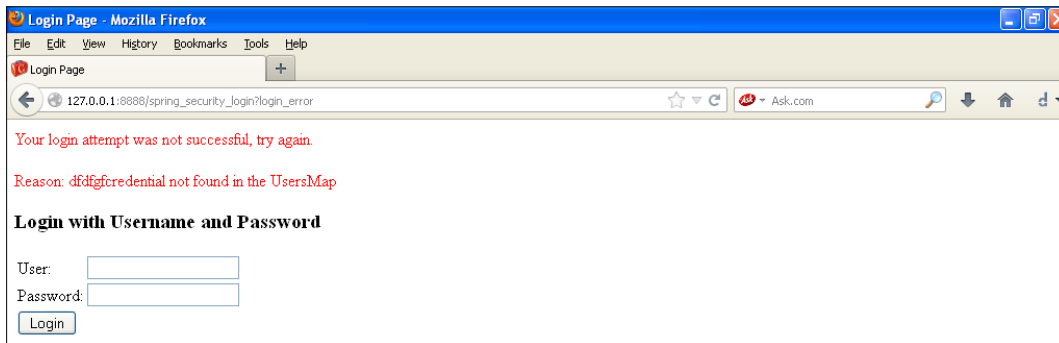 Login Page - Mozilla Firefox
File Edit View History Bookmarks Tools Help
Login Page +
127.0.0.1:8888/spring_security_login?login_error Ask Ask.com d
Your login attempt was not successful, try again.
Reason: dfdfgfcredential not found in the UsersMap
Login with Username and Password
User:
Password:
Login